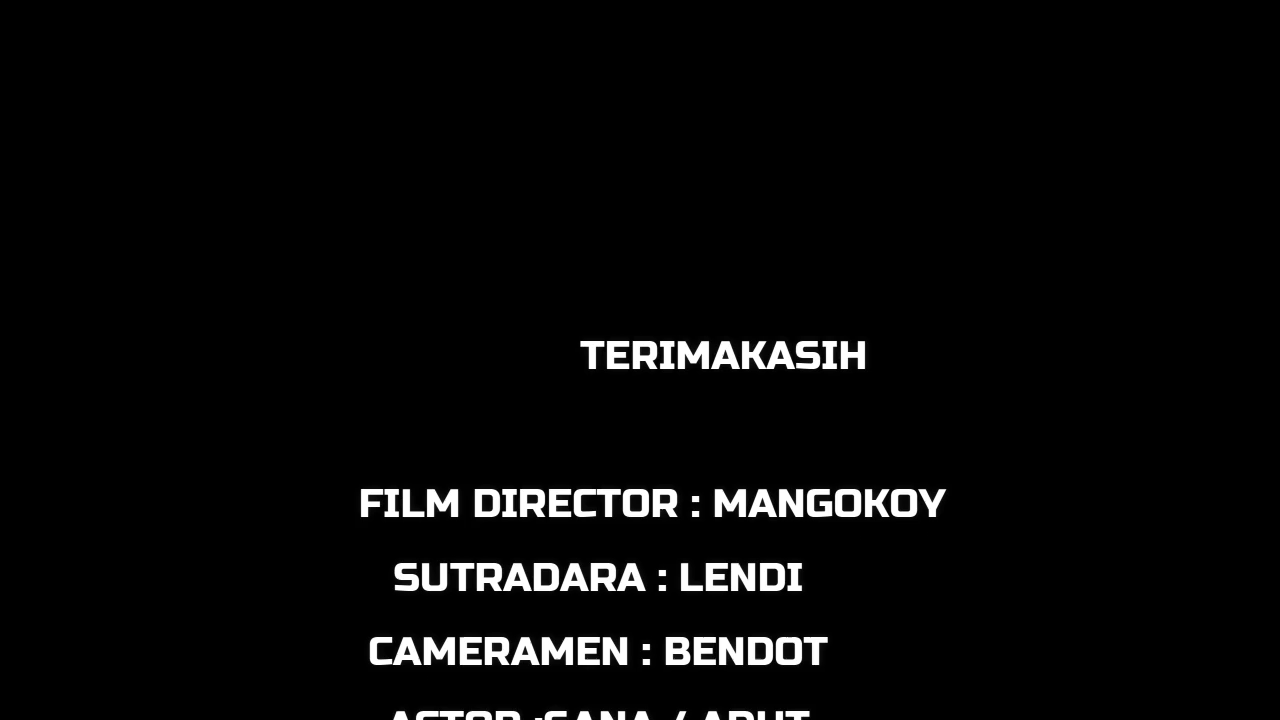 TERIMAKASIH
FILM DIRECTOR : MANGOKOY
SUTRADARA : LENDI
CAMERAMEN : BENDOT